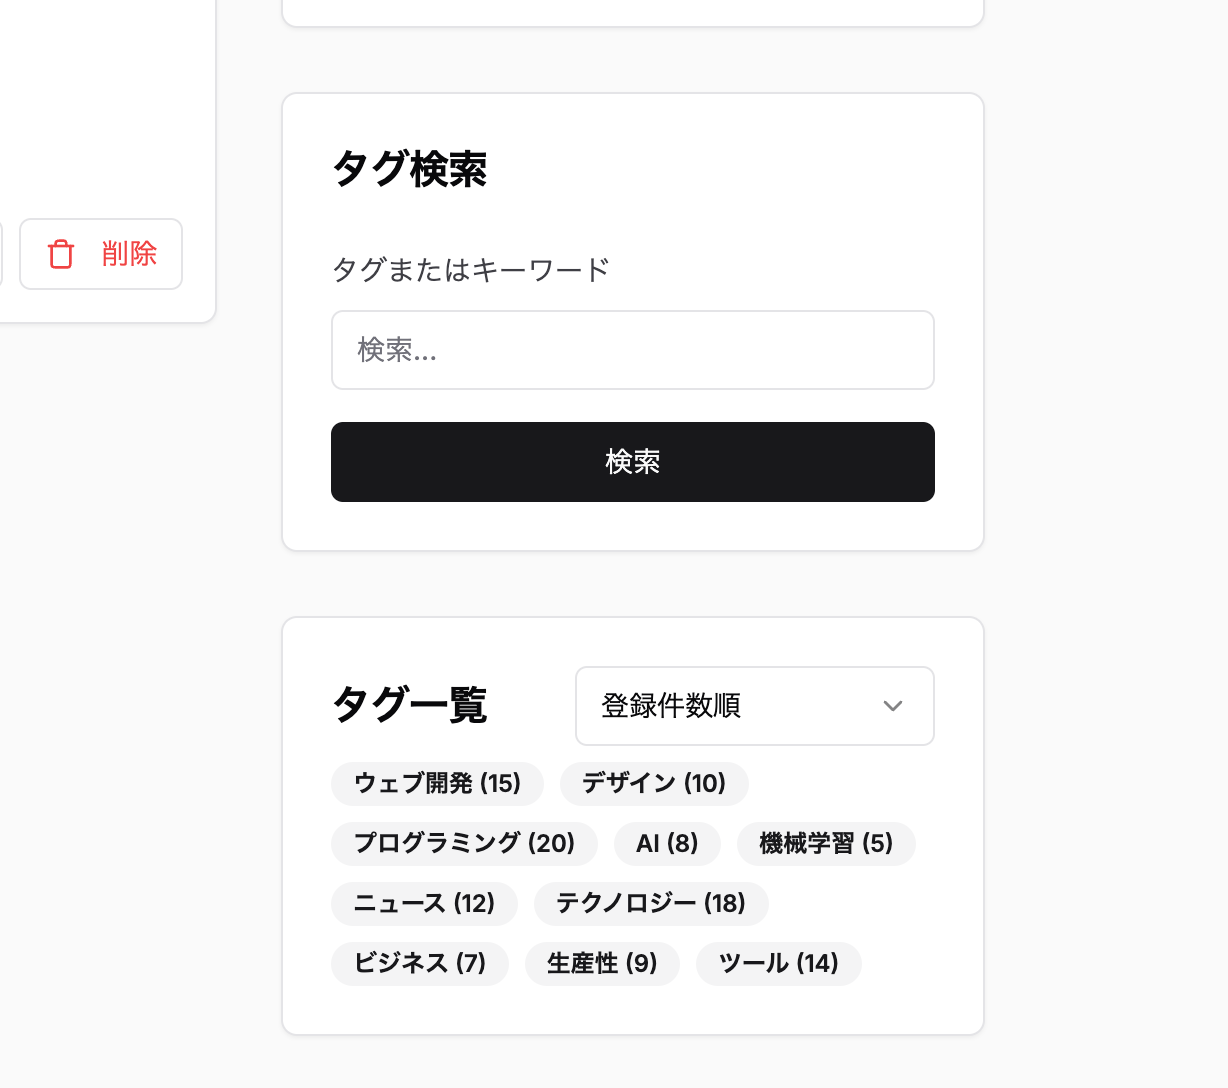 削除
タグ検索
タグまたはキーワード
検索...
検索
タグ一覧
登録件数順
ウェブ開発 (15) デザイン (10)
プログラミング (20) AI (8) 機械学習 (5)
ニュース (12) テクノロジー (18)
ビジネス (7) 生産性 (9) ツール (14)